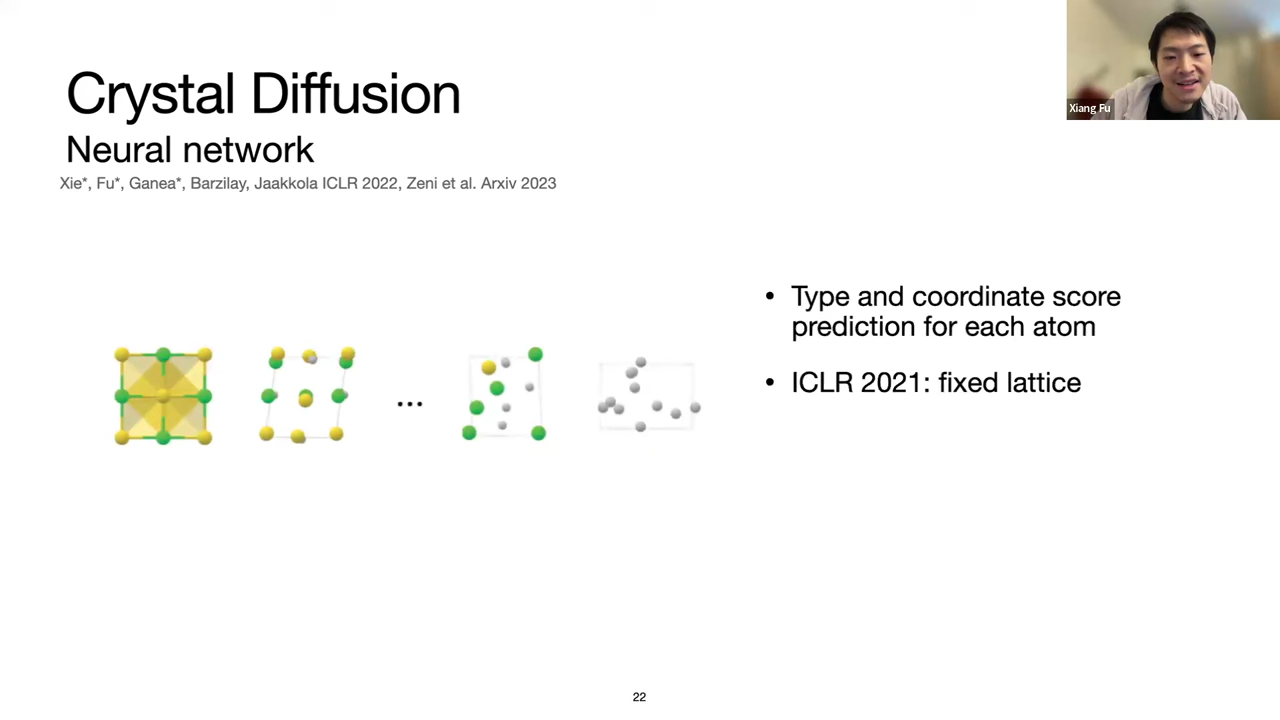 Crystal Diffusion
Neural network
Xie*, Fu*, Ganea*, Barzilay, Jaakkola ICLR 2022, Zeni et al. Arxiv 2023
Xiang Fu
• Type and coordinate score
prediction for each atom
• ICLR 2021: fixed lattice
...
22